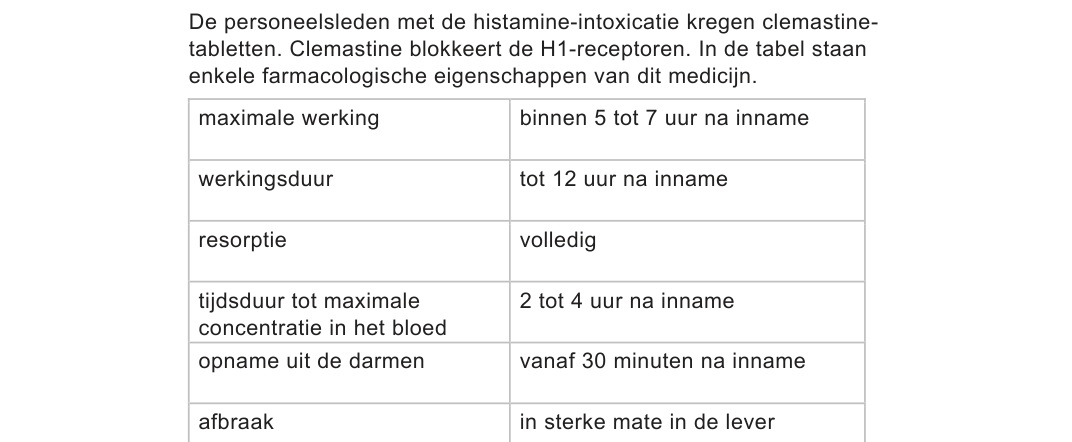 De personeelsleden met de histamine-intoxicatie kregen clemastine-
tabletten. Clemastine blokkeert de H1-receptoren. In de tabel staan
enkele farmacologische eigenschappen van dit medicijn.
maximale werking binnen 5 tot 7 uur na inname
werkingsduur tot 12 uur na inname
resorptie volledig
tijdsduur tot maximale 2 tot 4 uur na inname
concentratie in het bloed
opname uit de darmen vanaf 30 minuten na inname
afbraak in sterke mate in de lever